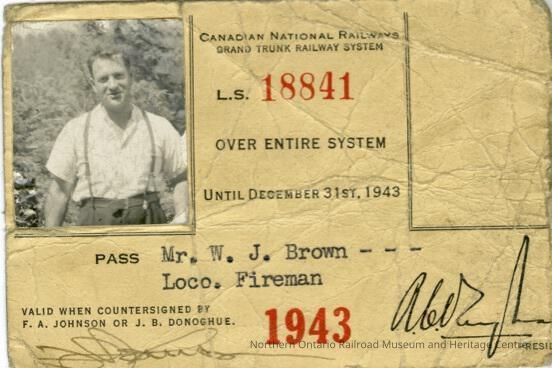 CANADIAN NATIONAL RAILWAYS
GRAND TRUNK RAILWAY SYSTEM
L.S. 18841
OVER ENTIRE SYSTEM
UNTIL DECEMBER 31ST, 1943
PASS Mr. W. J. Brown - - -
Loco. Fireman
VALID WHEN COUNTERSIGNED BY
F. A. JOHNSON OR J. B. DONOGHUE.
1943
Northern Ontario Railroad Museum and Heritage Centre